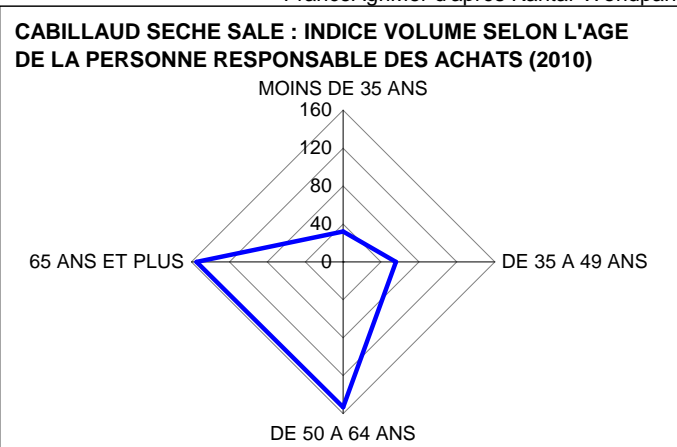 CABILLAUD SECHE SALE : INDICE VOLUME SELON L'AGE
DE LA PERSONNE RESPONSABLE DES ACHATS (2010)
MOINS DE 35 ANS
160
120
80
40
0
65 ANS ET PLUS
DE 35 A 49 ANS
DE 50 A 64 ANS